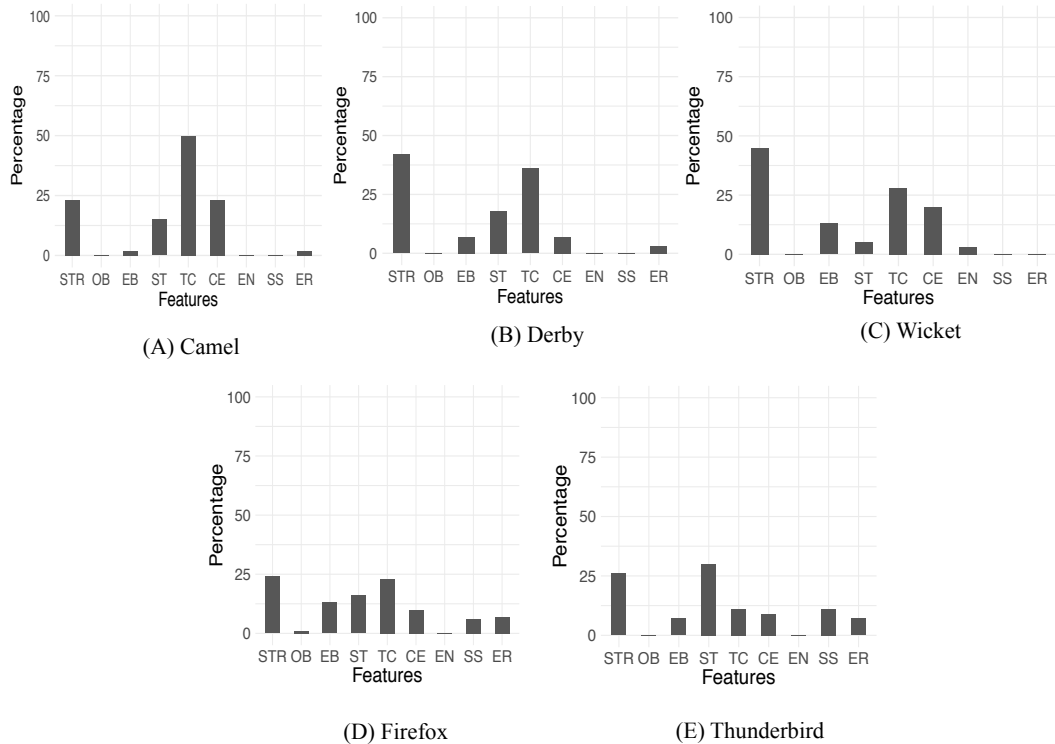 100
75
50
25
0
Percentage
STR OB EB ST TC CE EN SS ER
Features
(A) Camel
100
75
50
25
0
Percentage
STR OB EB ST TC CE EN SS ER
Features
(B) Derby
100
75
50
25
0
Percentage
STR OB EB ST TC CE EN SS ER
Features
(C) Wicket
100
75
50
25
0
Percentage
STR OB EB ST TC CE EN SS ER
Features
(D) Firefox
100
75
50
25
0
Percentage
STR OB EB ST TC CE EN SS ER
Features
(E) Thunderbird